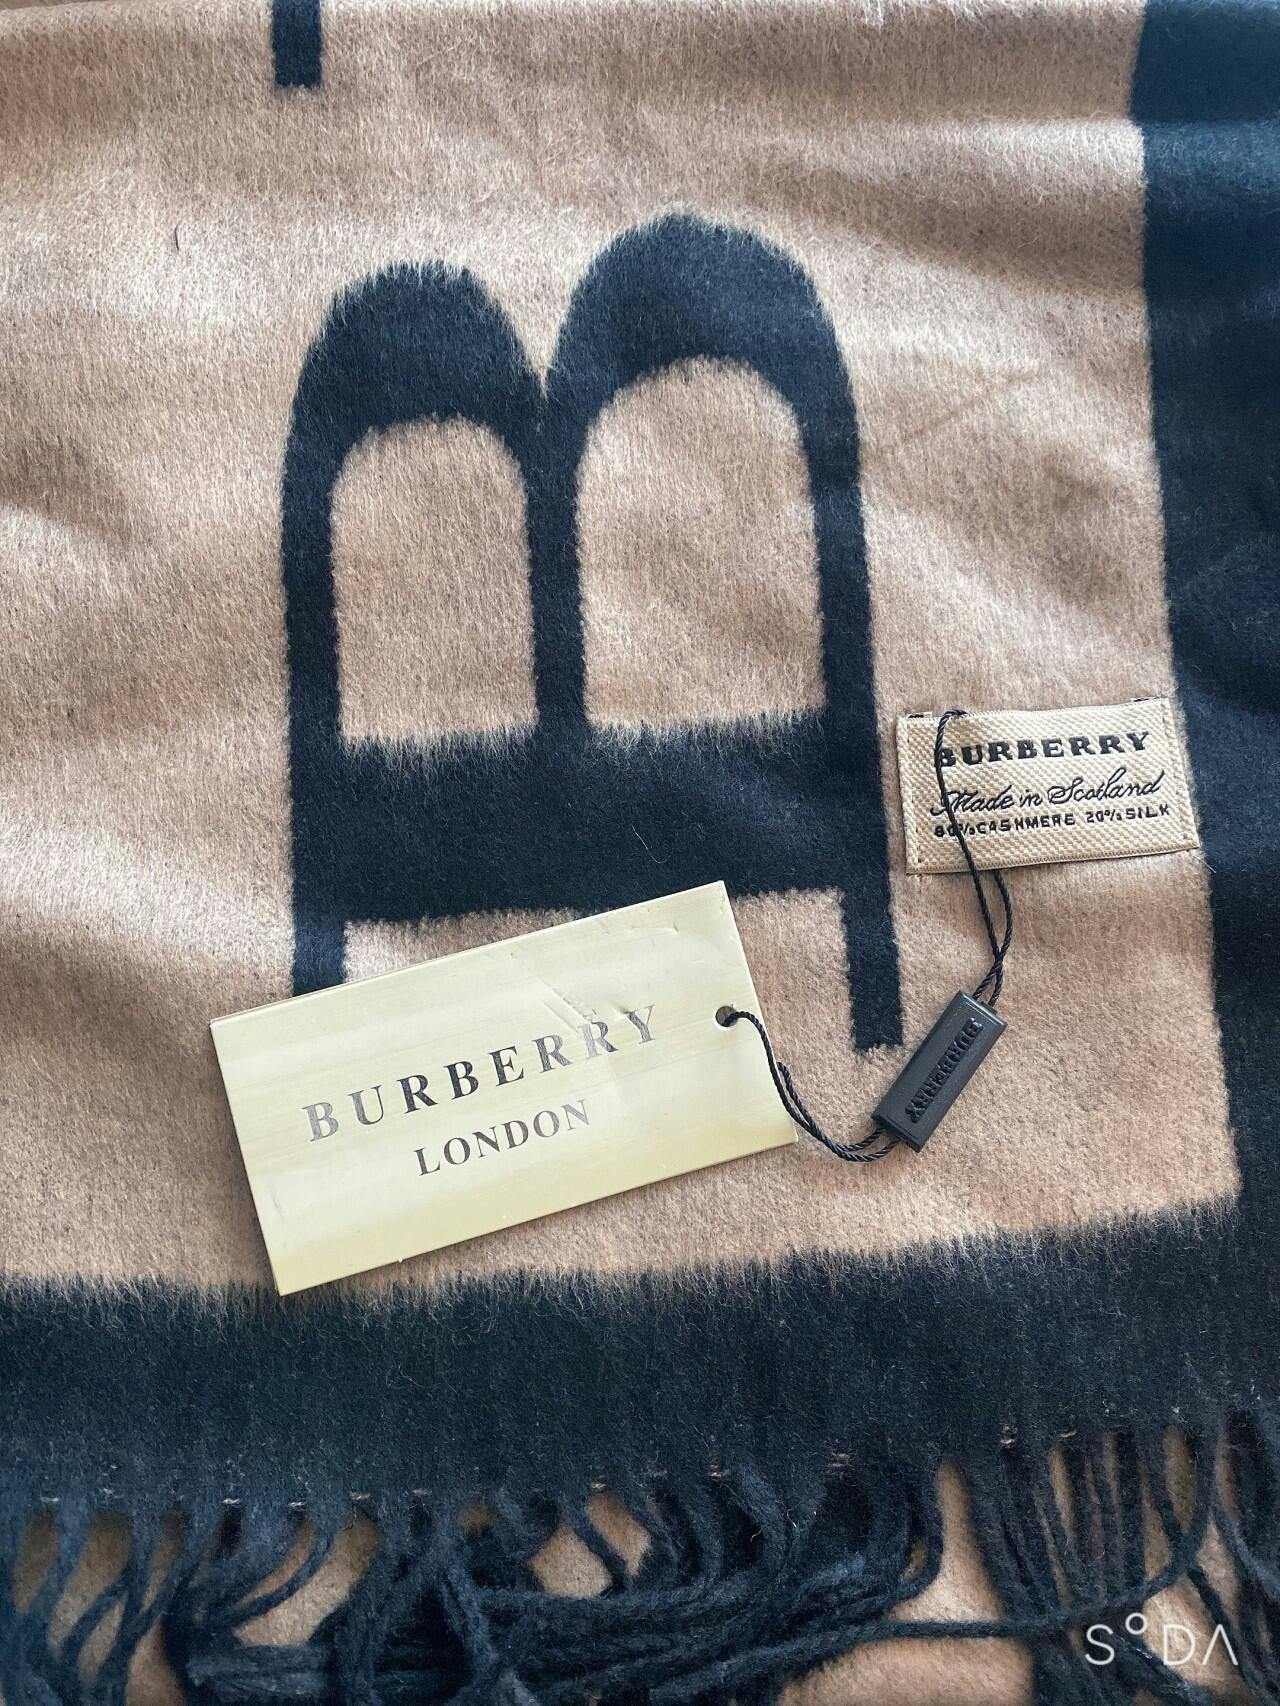 B
BURBERRY
Made in Scotland
80% CASHMERE 20% SILK
BURBERRY
LONDON
BURBERRY
SODA